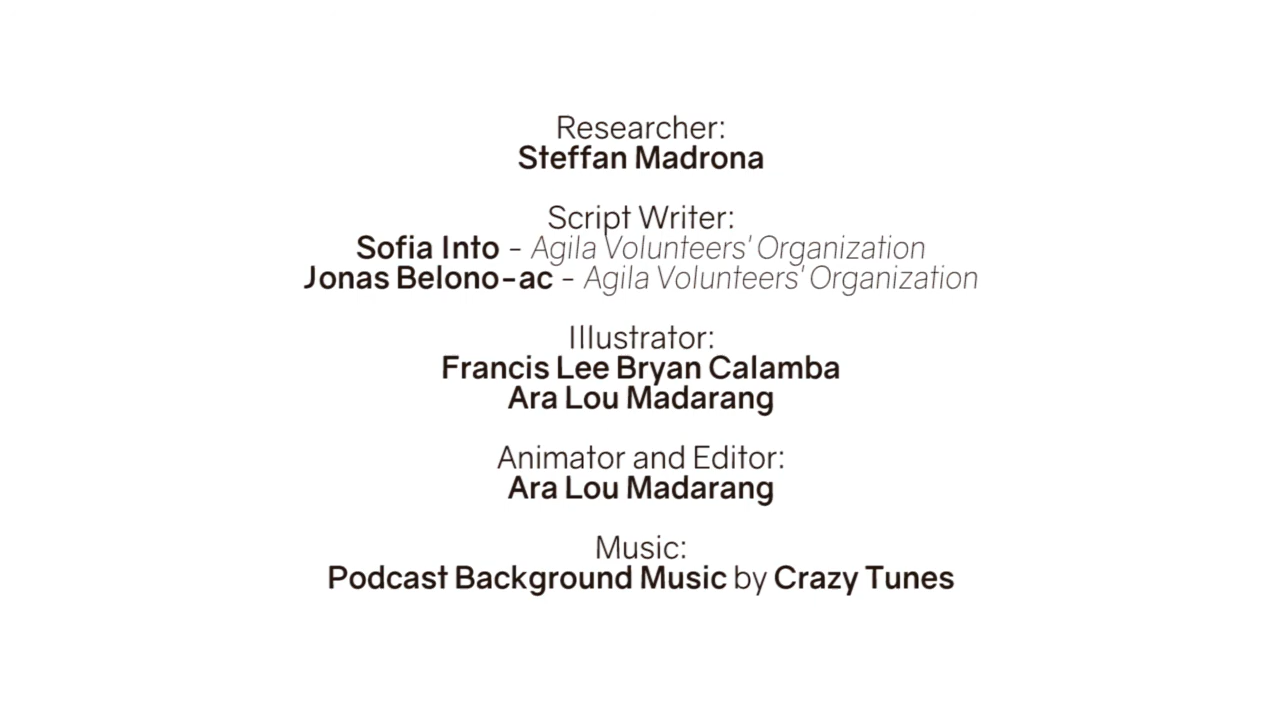 Researcher:
Steffan Madrona
Script Writer:
Sofia Into - Agila Volunteers' Organization
Jonas Belono-ac - Agila Volunteers' Organization
Illustrator:
Francis Lee Bryan Calamba
Ara Lou Madarang
Animator and Editor:
Ara Lou Madarang
Music:
Podcast Background Music by Crazy Tunes